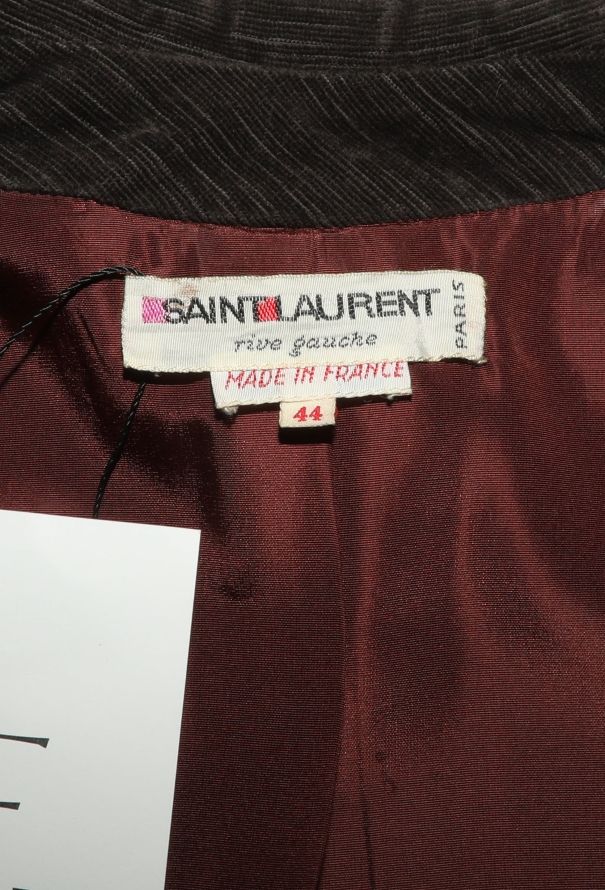 SAINT LAURENT
rive gauche
PARIS
MADE IN FRANCE
44